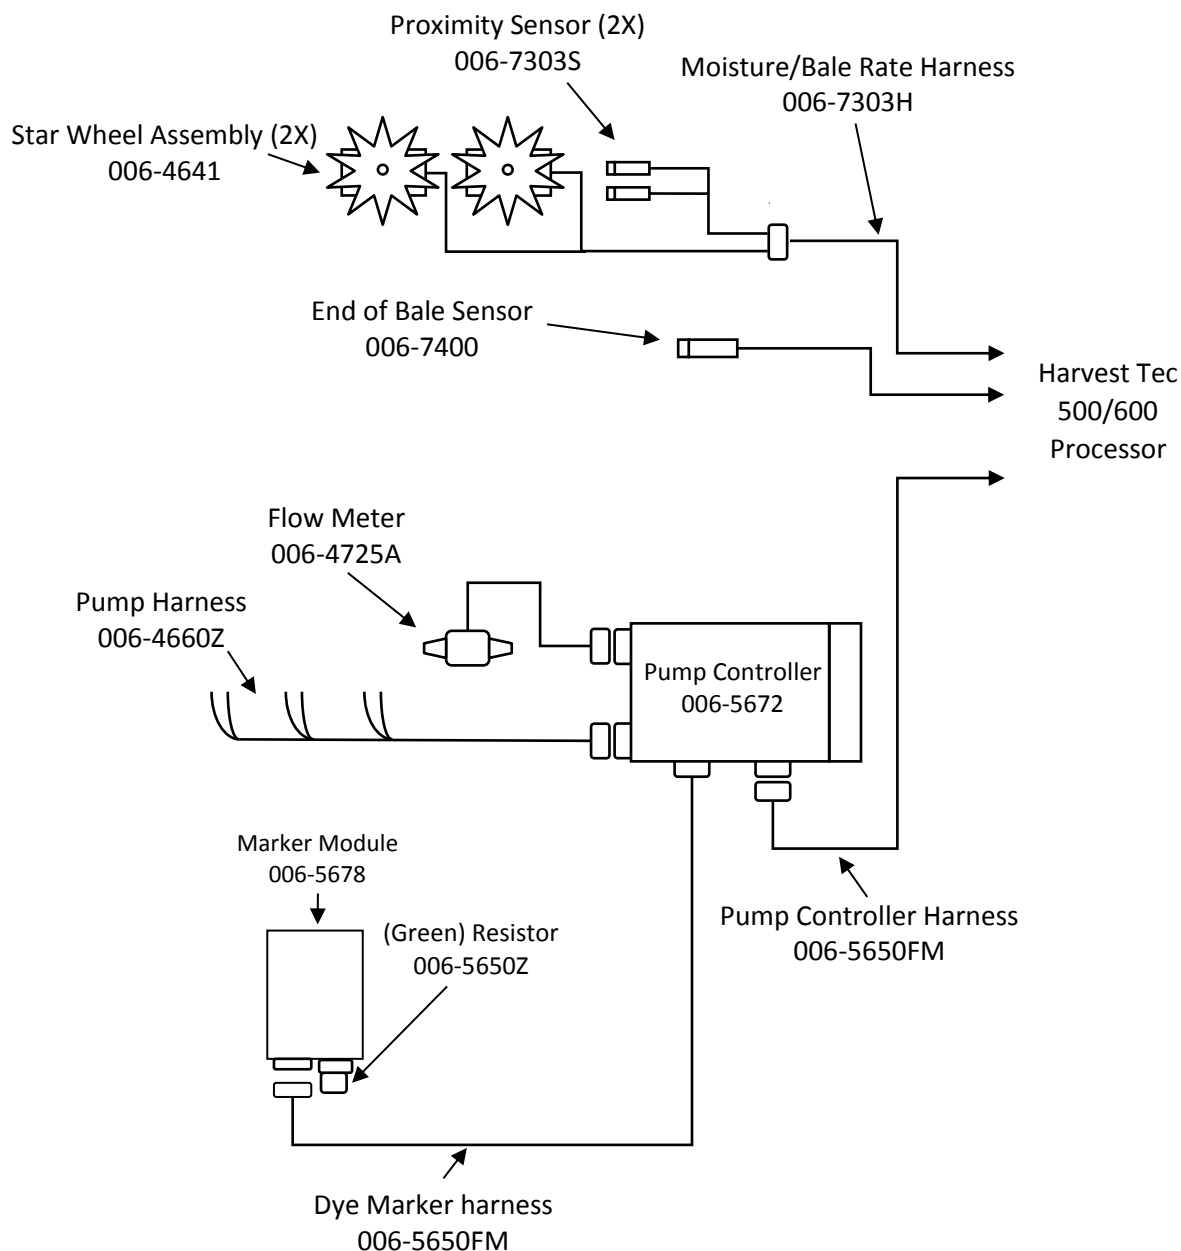 Proximity Sensor (2X)
006-7303S
Moisture/Bale Rate Harness
006-7303H
Star Wheel Assembly (2X)
006-4641
End of Bale Sensor
006-7400
Harvest Tec
500/600
Processor
Flow Meter
006-4725A
Pump Harness
006-4660Z
Pump Controller
006-5672
Marker Module
006-5678
(Green) Resistor
006-5650Z
Pump Controller Harness
006-5650FM
Dye Marker harness
006-5650FM